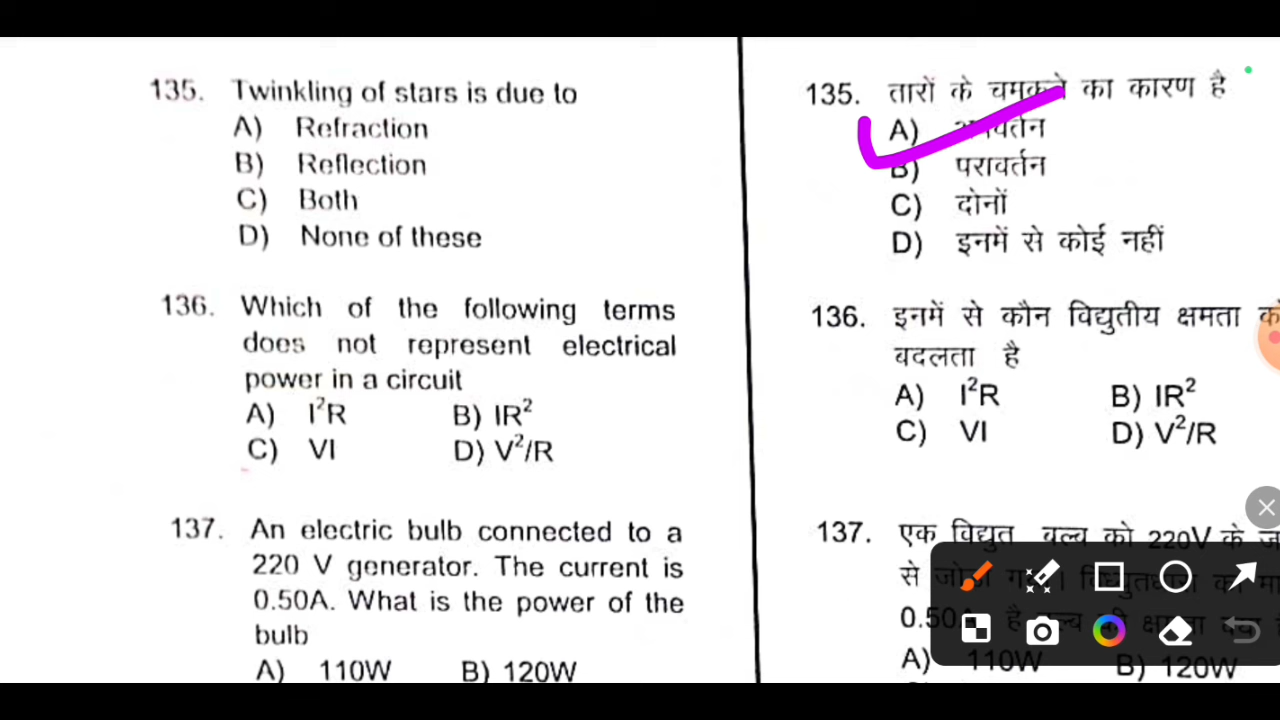 135. Twinkling of stars is due to
A) Refraction
B) Reflection
C) Both
D) None of these
136. Which of the following terms
does not represent electrical
power in a circuit
A) I²R B) IR²
C) VI D) V²/R
137. An electric bulb connected to a
220 V generator. The current is
0.50A. What is the power of the
bulb
A) 110W B) 120W
135. तारों के चमकने का कारण है
A)
B) परावर्तन
C) दोनों
D) इनमें से कोई नहीं
136. इनमें से कौन विद्युतीय क्षमता
बदलता है
A) I²R B) IR²
C) VI D) V²/R
137. एक विद्युत बल्ब को 220V के
से
0.50A है
A) 110W B) 120W